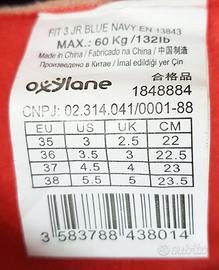 FIT 3 JR BLUE NAVY EN 13843
MAX.: 60 Kg/132lb
Made in China / Fabricado na China / 中国制造
Произведено в Китае / İmal edildiği yer Çin
oxylane
合格品
1848884
CNPJ: 02.314.041/0001-88
EU US UK CM
35 3 2.5 22
36 3.5 3 22.5
37 4.5 4 23
38 5.5 5 23.5
3 583788 438014
subito